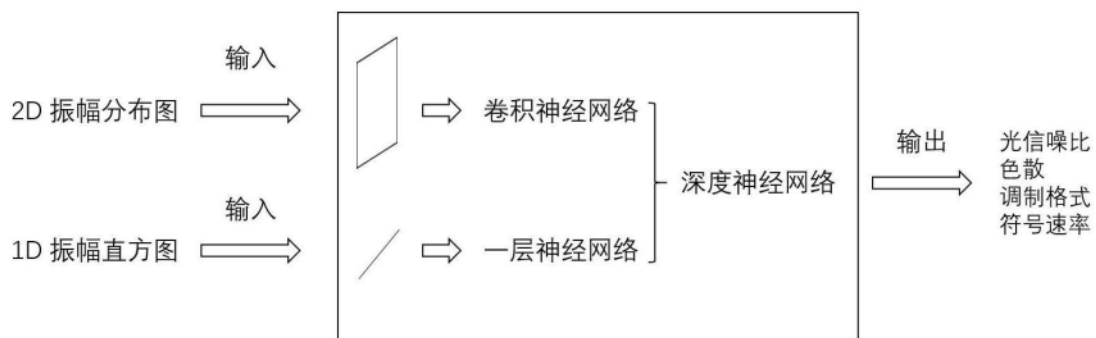 输入
2D 振幅分布图
卷积神经网络
输入
1D 振幅直方图
一层神经网络
深度神经网络
输出
光信噪比
色散
调制格式
符号速率